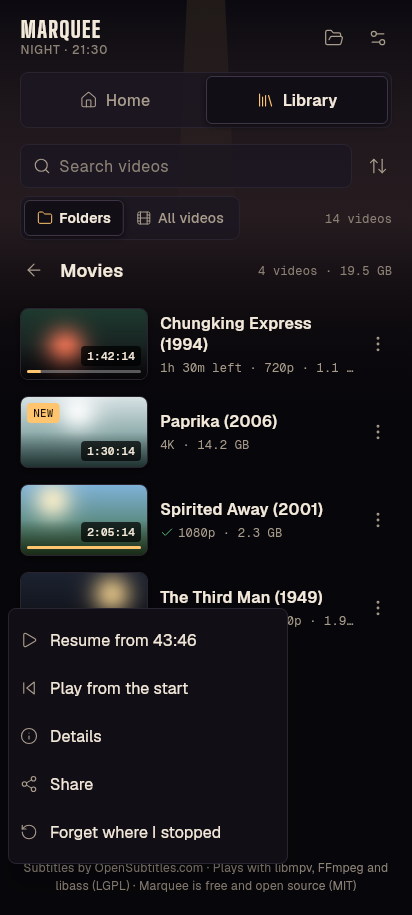 MARQUEE
NIGHT · 21:30
Home
Library
Search videos
Folders
All videos
14 videos
Movies
4 videos · 19.5 GB
Chungking Express
(1994)
1:42:14
1h 30m left · 720p · 1.1 …
NEW
Paprika (2006)
1:30:14
4K · 14.2 GB
Spirited Away (2001)
2:05:14
1080p · 2.3 GB
The Third Man (1949)
· 1.9…
Resume from 43:46
Play from the start
Details
Share
Forget where I stopped
Subtitles by OpenSubtitles.com · Plays with libmpv, FFmpeg and
libass (LGPL) · Marquee is free and open source (MIT)